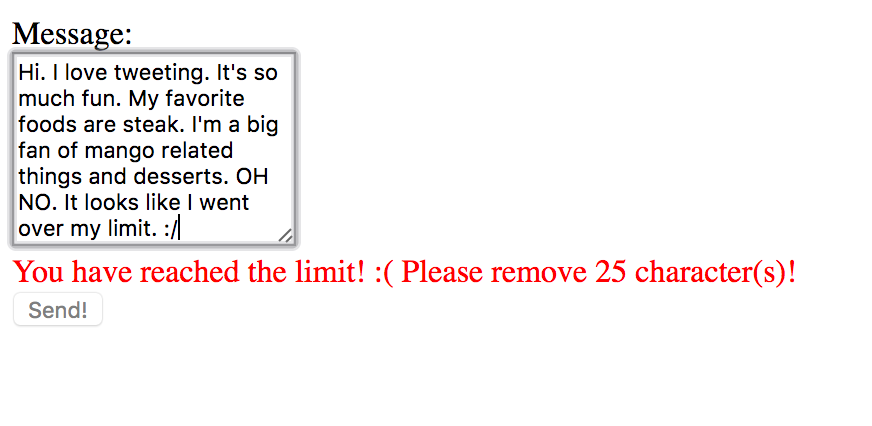 Message:
Hi. I love tweeting. It's so
much fun. My favorite
foods are steak. I'm a big
fan of mango related
things and desserts. OH
NO. It looks like I went
over my limit. :/
You have reached the limit! :( Please remove 25 character(s)!
Send!